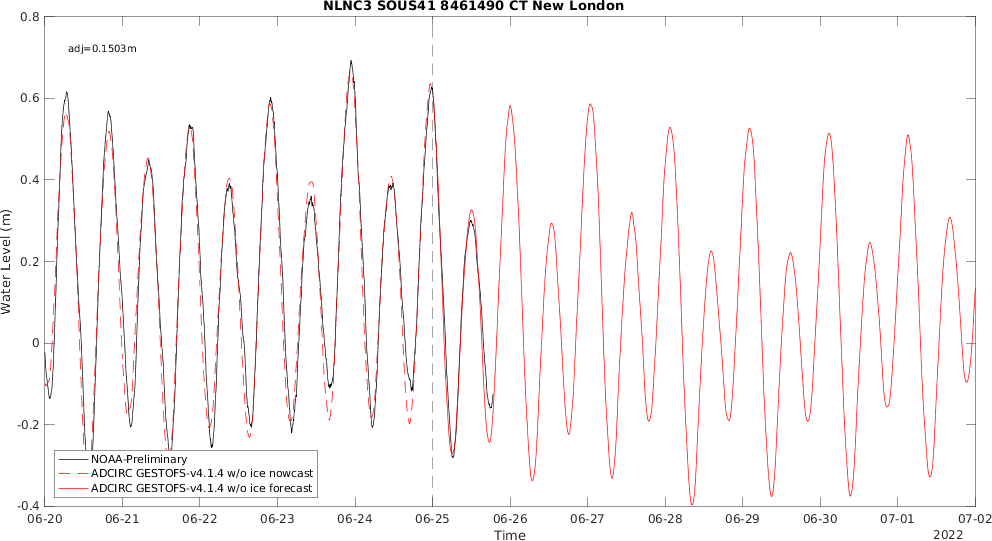 NLNC3 SOUS41 8461490 CT New London
adj=0.1503m
Water Level (m)
0.8
0.6
0.4
0.2
0
-0.2
-0.4
NOAA-Preliminary
ADCIRC GESTOFS-v4.1.4 w/o ice nowcast
ADCIRC GESTOFS-v4.1.4 w/o ice forecast
06-20 06-21 06-22 06-23 06-24 06-25 06-26 06-27 06-28 06-29 06-30 07-01 07-02
Time
2022